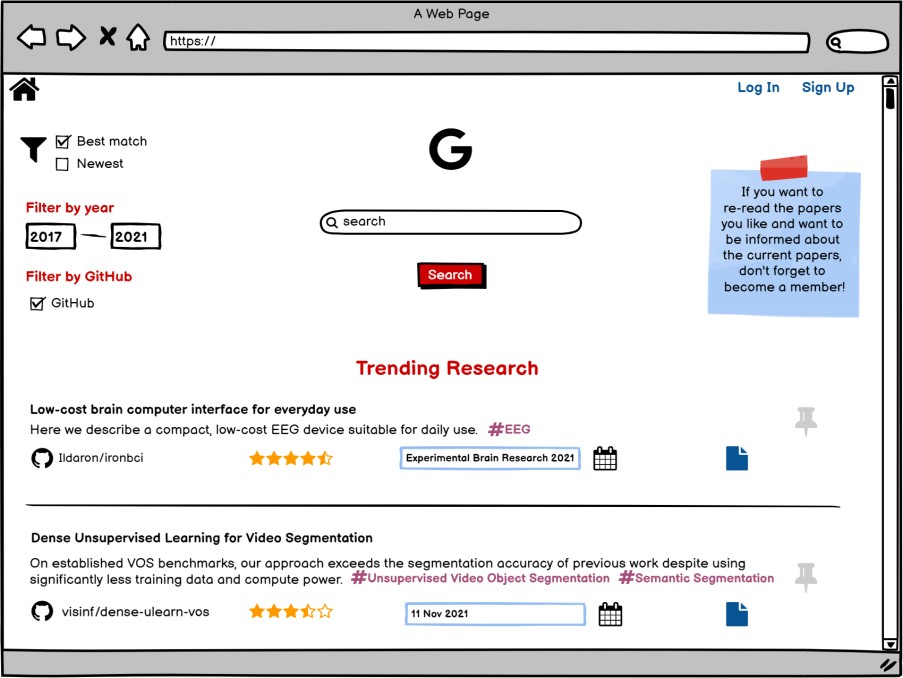 A Web Page
https://
Log In
Sign Up
Best match
Newest
G
Filter by year
2017
2021
search
Filter by GitHub
GitHub
Search
If you want to
re-read the papers
you like and want to
be informed about
the current papers,
don't forget to
become a member!
Trending Research
Low-cost brain computer interface for everyday use
Here we describe a compact, low-cost EEG device suitable for daily use. #EEG
Ildaron/ironbci
Experimental Brain Research 2021
Dense Unsupervised Learning for Video Segmentation
On established VOS benchmarks, our approach exceeds the segmentation accuracy of previous work despite using
significantly less training data and compute power. #Unsupervised Video Object Segmentation #Semantic Segmentation
visinf/dense-ulearn-vos
11 Nov 2021